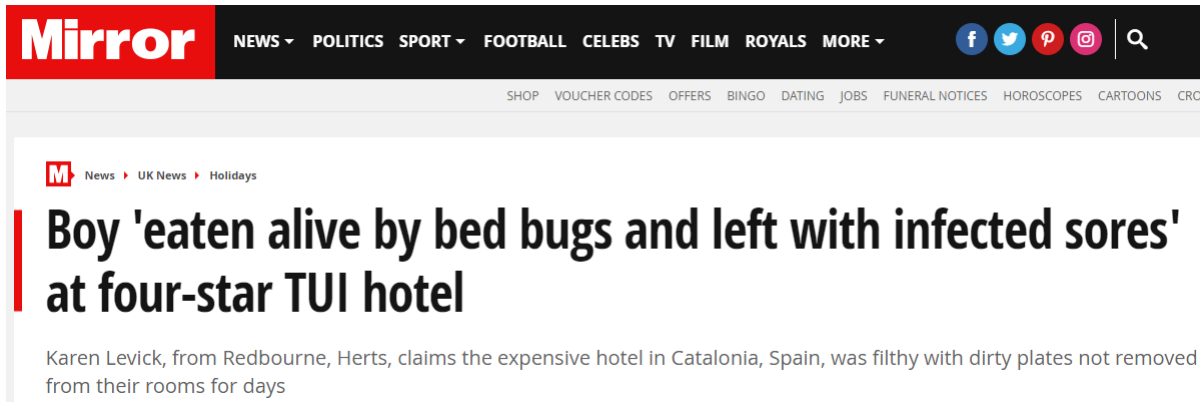 Mirror NEWS POLITICS SPORT FOOTBALL CELEBS TV FILM ROYALS MORE
SHOP VOUCHER CODES OFFERS BINGO DATING JOBS FUNERAL NOTICES HOROSCOPES CARTOONS CRO
M News UK News Holidays
Boy 'eaten alive by bed bugs and left with infected sores'
at four-star TUI hotel
Karen Levick, from Redbourne, Herts, claims the expensive hotel in Catalonia, Spain, was filthy with dirty plates not removed
from their rooms for days